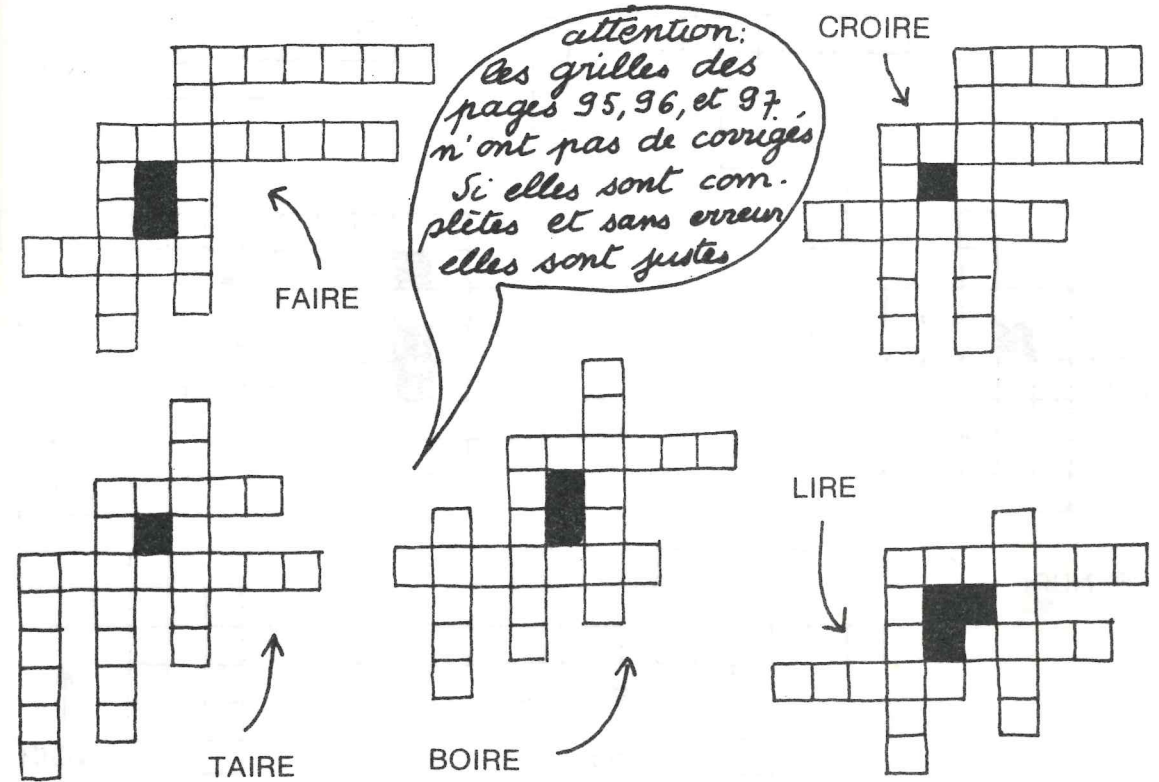 attention:
Ces grilles des
pages 95, 96, et 97
n'ont pas de corrigés
Si elles sont com-
plètes et sans erreur
elles sont justes
CROIRE
FAIRE
LIRE
TAIRE
BOIRE